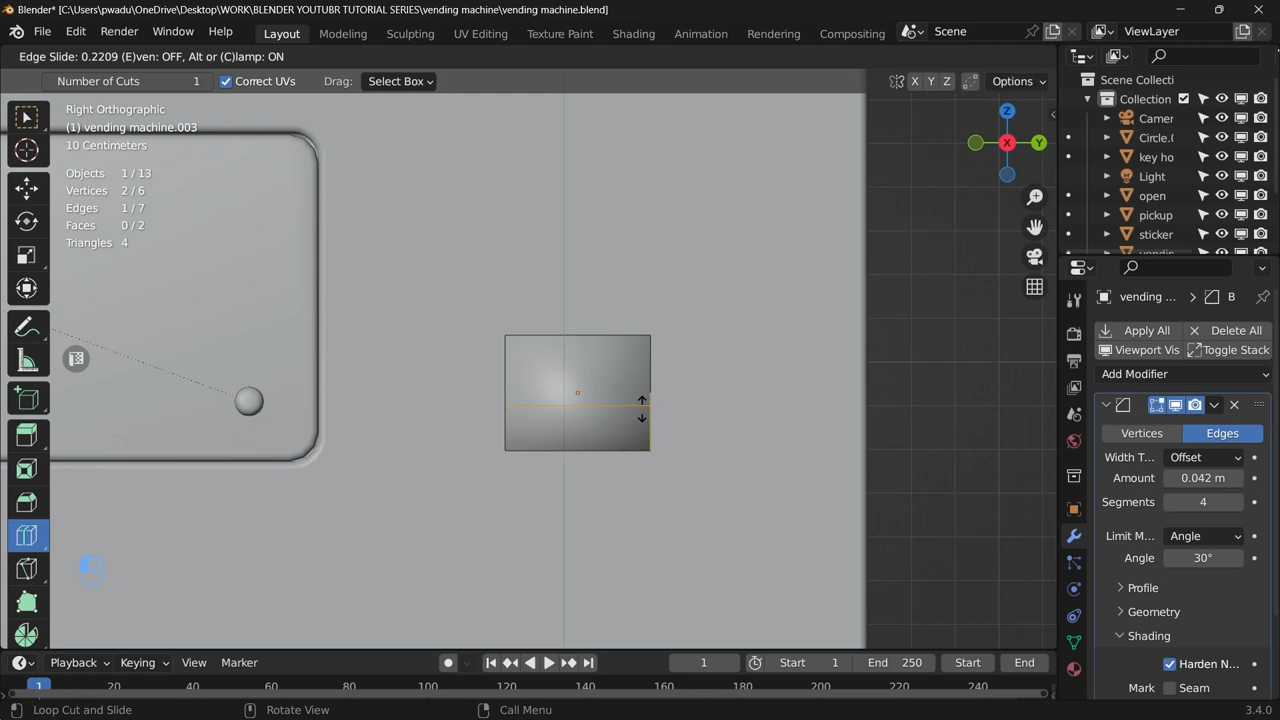 Blender* [C:\Users\pwadu\OneDrive\Desktop\WORK\BLENDER YOUTUBR TUTORIAL SERIES\vending machine\vending machine.blend]
File Edit Render Window Help Layout Modeling Sculpting UV Editing Texture Paint Shading Animation Rendering Compositing Scene ViewLayer
Edge Slide: 0.2209 (E)ven: OFF, Alt or (C)lamp: ON
Number of Cuts 1 Correct UVs Drag: Select Box X Y Z Options
Right Orthographic
(1) vending machine.003
10 Centimeters
Objects 1 / 13
Vertices 2 / 6
Edges 1 / 7
Faces 0 / 2
Triangles 4
Z
X
Y
Scene Collecti
Collection
Camer
Circle.(
key ho
Light
open
pickup
sticker
vending ... B
Apply All Delete All
Viewport Vis Toggle Stack
Add Modifier
Vertices Edges
Width T... Offset
Amount 0.042 m
Segments 4
Limit M... Angle
Angle 30°
Profile
Geometry
Shading
Harden N...
Mark Seam
Playback Keying View Marker 1 Start 1 End 250 Start End
1 20 40 60 80 100 120 140 160 180 200 220 240
Loop Cut and Slide Rotate View Call Menu 3.4.0